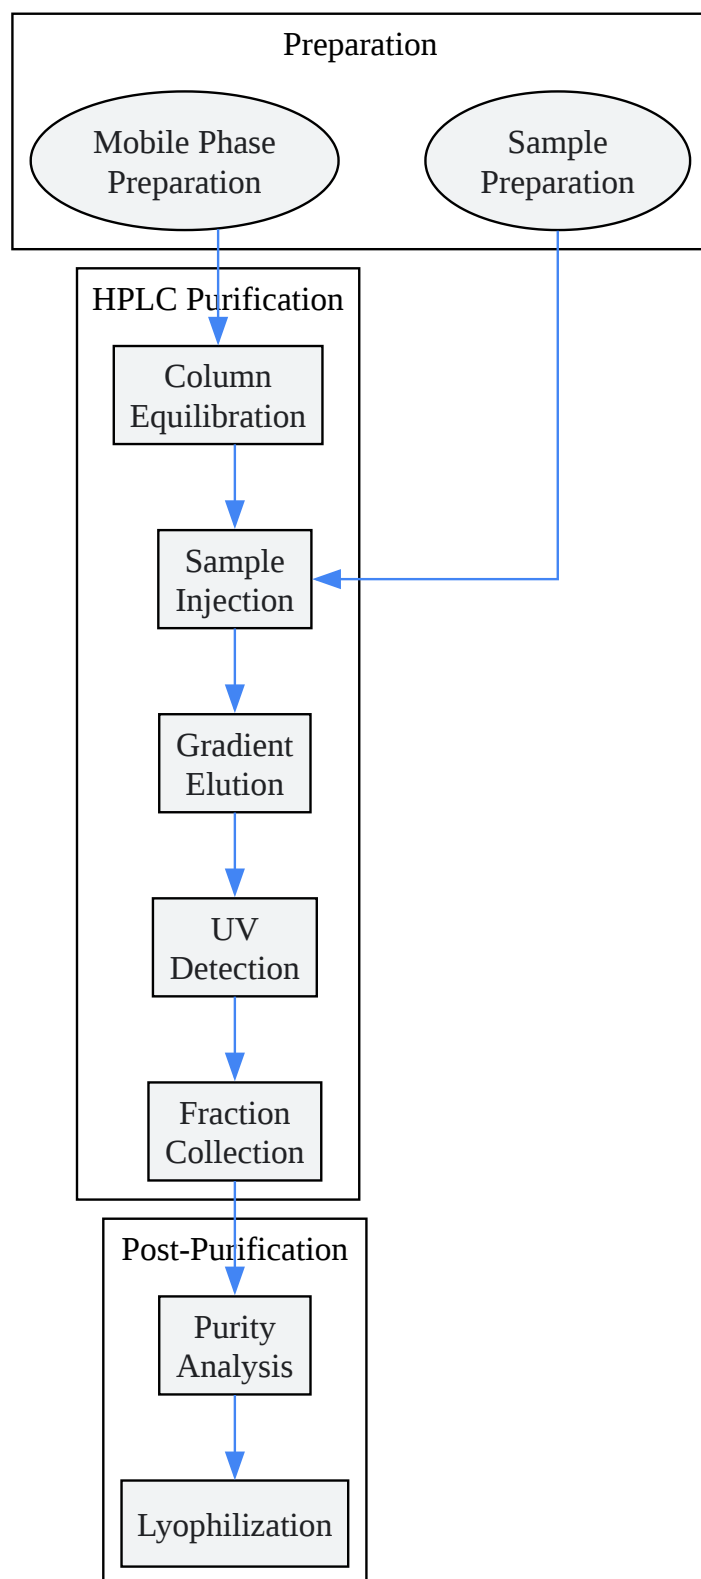 Preparation
Mobile Phase
Preparation
Sample
Preparation
HPLC Purification
Column
Equilibration
Sample
Injection
Gradient
Elution
UV
Detection
Fraction
Collection
Post-Purification
Purity
Analysis
Lyophilization